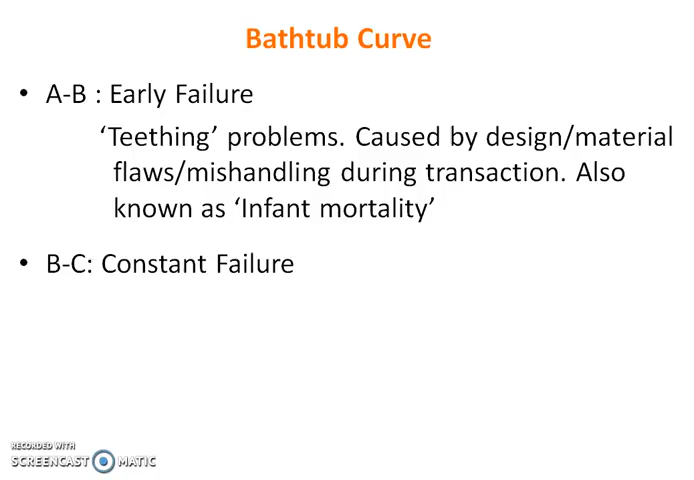 Bathtub Curve
• A-B : Early Failure
‘Teething’ problems. Caused by design/material
flaws/mishandling during transaction. Also
known as ‘Infant mortality’
• B-C: Constant Failure
RECORDED WITH
SCREENCAST MATIC